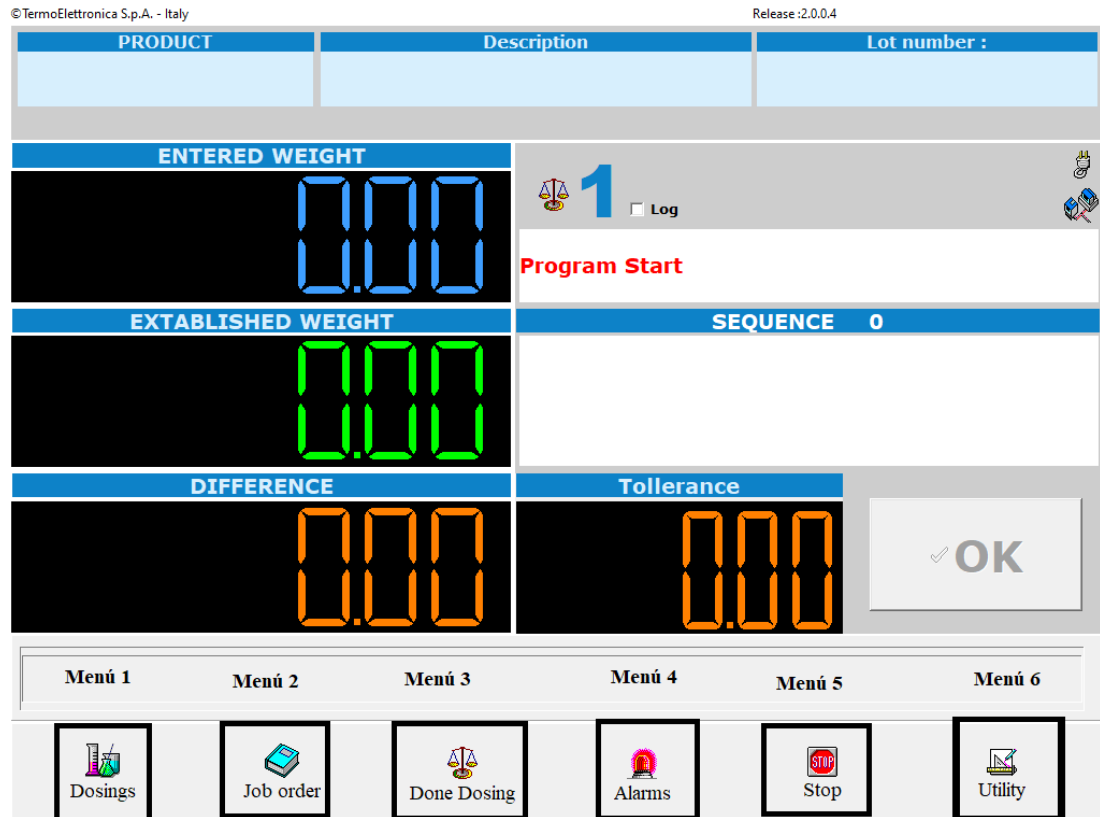 ©TermoElettronica S.p.A. - Italy Release :2.0.0.4
PRODUCT Description Lot number :
ENTERED WEIGHT
0.00
1 Log
Program Start
EXTABLISHED WEIGHT SEQUENCE 0
0.00
DIFFERENCE Tollerance
0.00 0.00
OK
Menú 1 Menú 2 Menú 3 Menú 4 Menú 5 Menú 6
STOP
Dosings Job order Done Dosing Alarms Stop Utility